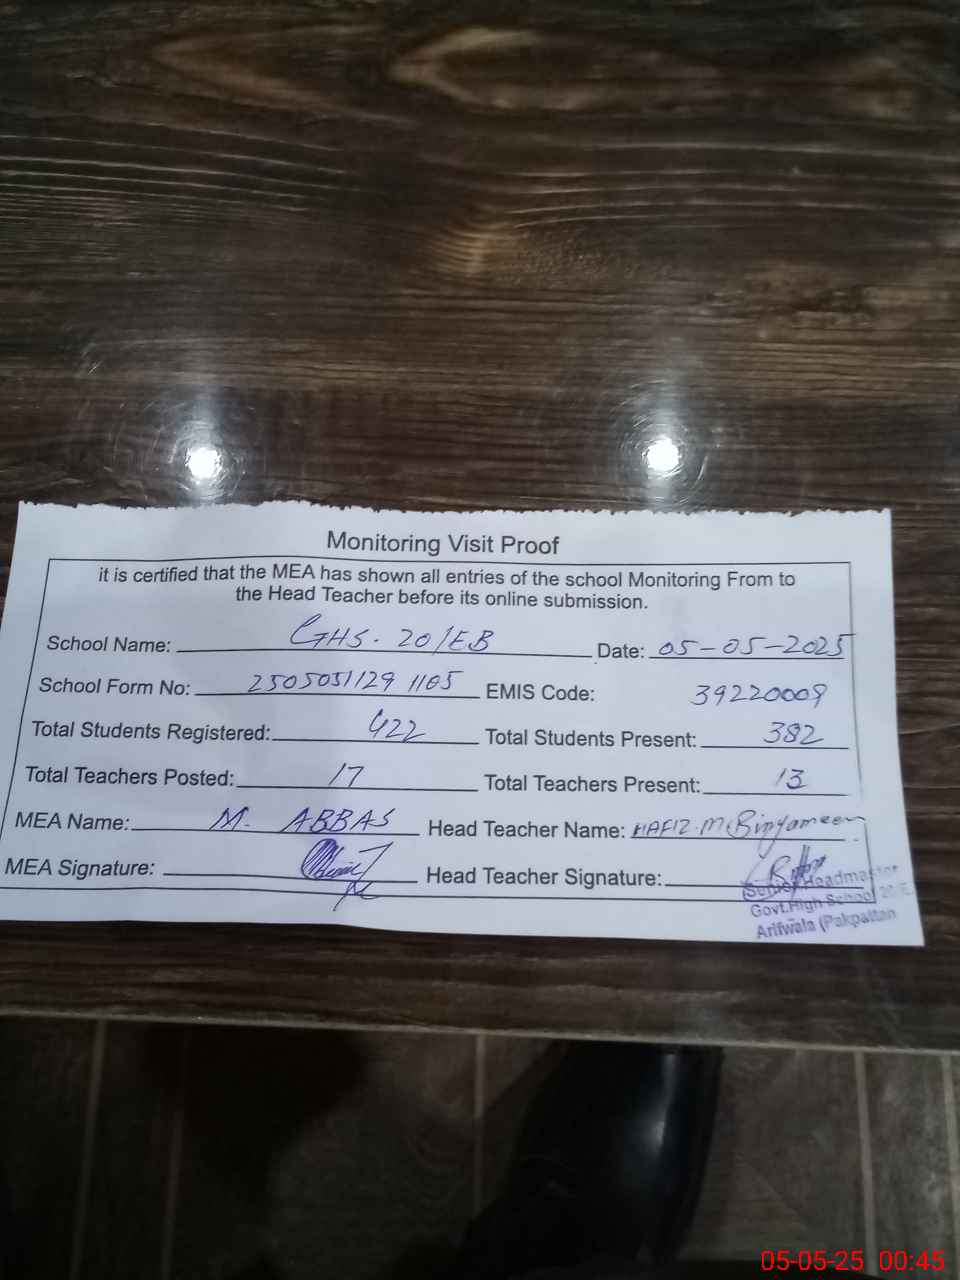 Monitoring Visit Proof
it is certified that the MEA has shown all entries of the school Monitoring From to
the Head Teacher before its online submission.
School Name: GHS. 20/EB Date: 05-05-2025
School Form No: 2505051129 1105 EMIS Code: 39220009
Total Students Registered: 422 Total Students Present: 382
Total Teachers Posted: 17 Total Teachers Present: 13
MEA Name: M. ABBAS Head Teacher Name: HAFIZ. M Binyameen
MEA Signature: Head Teacher Signature:
Senior Headmaster
Govt.High School 20/E
Arifwala (Pakpattan
05-05-25 00:45